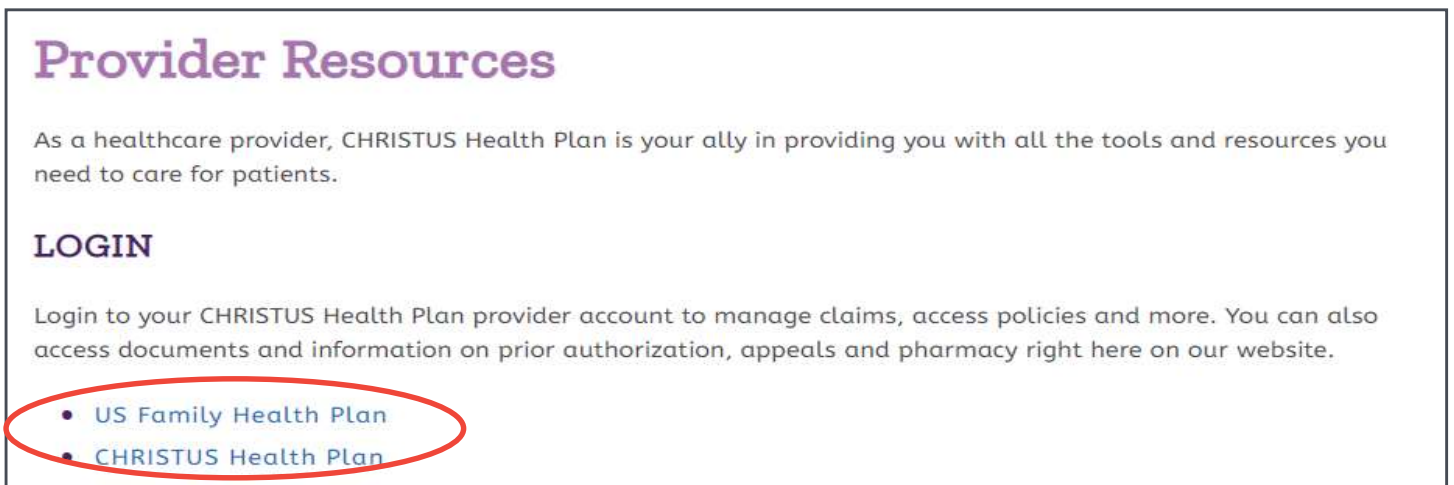 Provider Resources
As a healthcare provider, CHRISTUS Health Plan is your ally in providing you with all the tools and resources you
need to care for patients.
LOGIN
Login to your CHRISTUS Health Plan provider account to manage claims, access policies and more. You can also
access documents and information on prior authorization, appeals and pharmacy right here on our website.
• US Family Health Plan
• CHRISTUS Health Plan